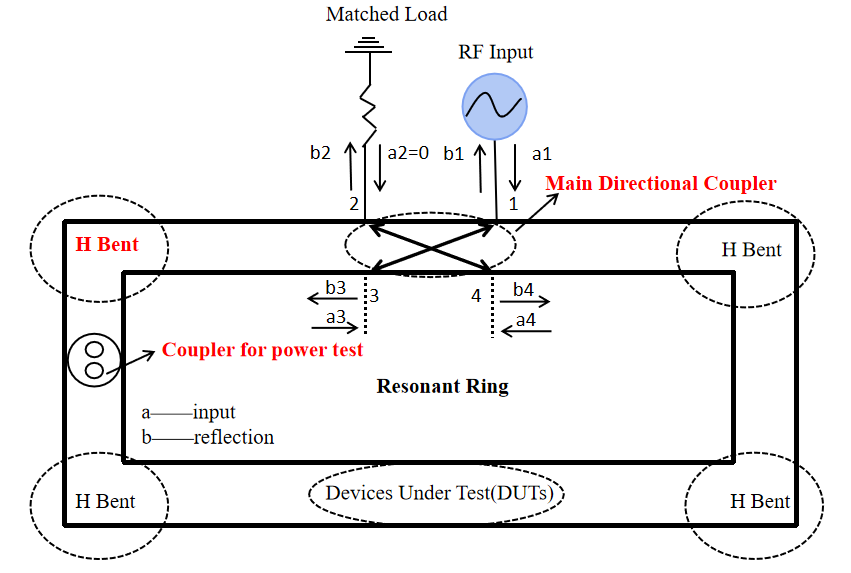 Matched Load
RF Input
b2
a2=0
b1
a1
Main Directional Coupler
2
1
H Bent
H Bent
b3
3
4
b4
a3
a4
Coupler for power test
Resonant Ring
a——input
b——reflection
H Bent
Devices Under Test(DUTs)
H Bent